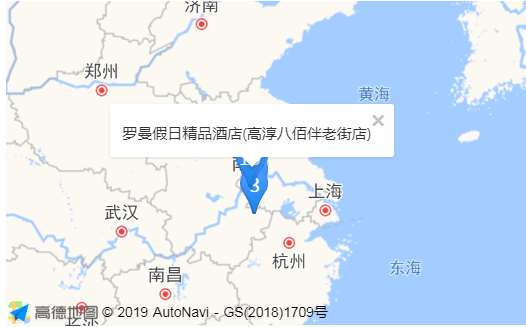 济南
郑州
黄海
罗曼假日精品酒店(高淳八佰伴老街店)
×
3
上海
武汉
杭州
东海
南昌
高德地图 © 2019 AutoNavi - GS(2018)1709号